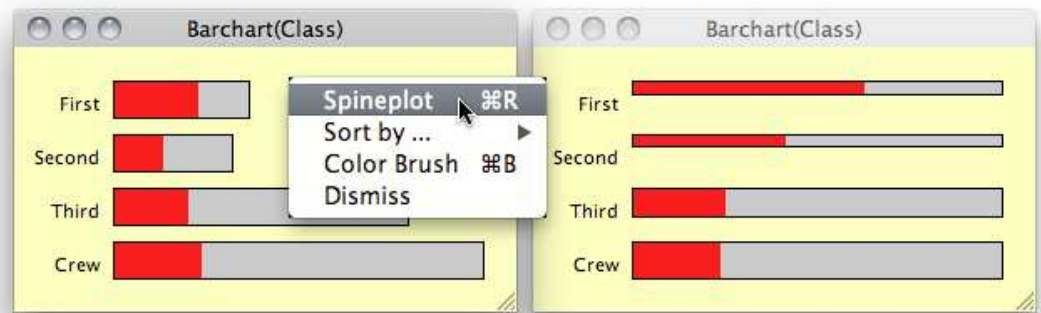 Barchart(Class)
First
Second
Third
Crew
Spineplot ⌘R
Sort by ... ▶
Color Brush ⌘B
Dismiss
Barchart(Class)
First
Second
Third
Crew